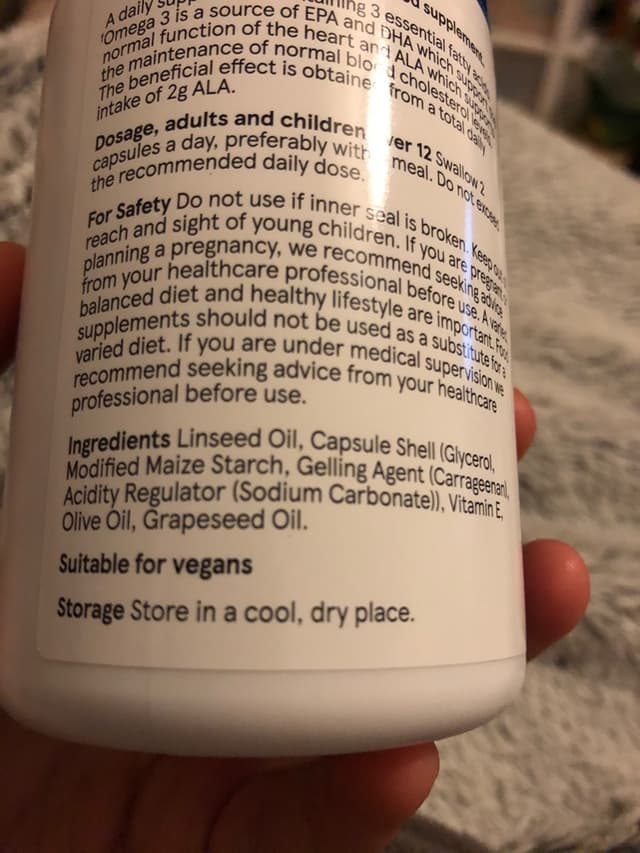 A daily containing 3 essential fatty acids
supplement.
Omega 3 is a source of EPA and DHA which support
normal function of the heart and ALA which supports
the maintenance of normal blood cholesterol levels.
The beneficial effect is obtained from a total daily
intake of 2g ALA.
Dosage, adults and children over 12 Swallow 2
capsules a day, preferably with meal. Do not exceed
the recommended daily dose.
For Safety Do not use if inner seal is broken. Keep out
reach and sight of young children. If you are pregnant
planning a pregnancy, we recommend seeking advice
from your healthcare professional before use. A varied
balanced diet and healthy lifestyle are important. Food
supplements should not be used as a substitute for a
varied diet. If you are under medical supervision we
recommend seeking advice from your healthcare
professional before use.
Ingredients Linseed Oil, Capsule Shell (Glycerol,
Modified Maize Starch, Gelling Agent (Carrageenan),
Acidity Regulator (Sodium Carbonate)), Vitamin E,
Olive Oil, Grapeseed Oil.
Suitable for vegans
Storage Store in a cool, dry place.